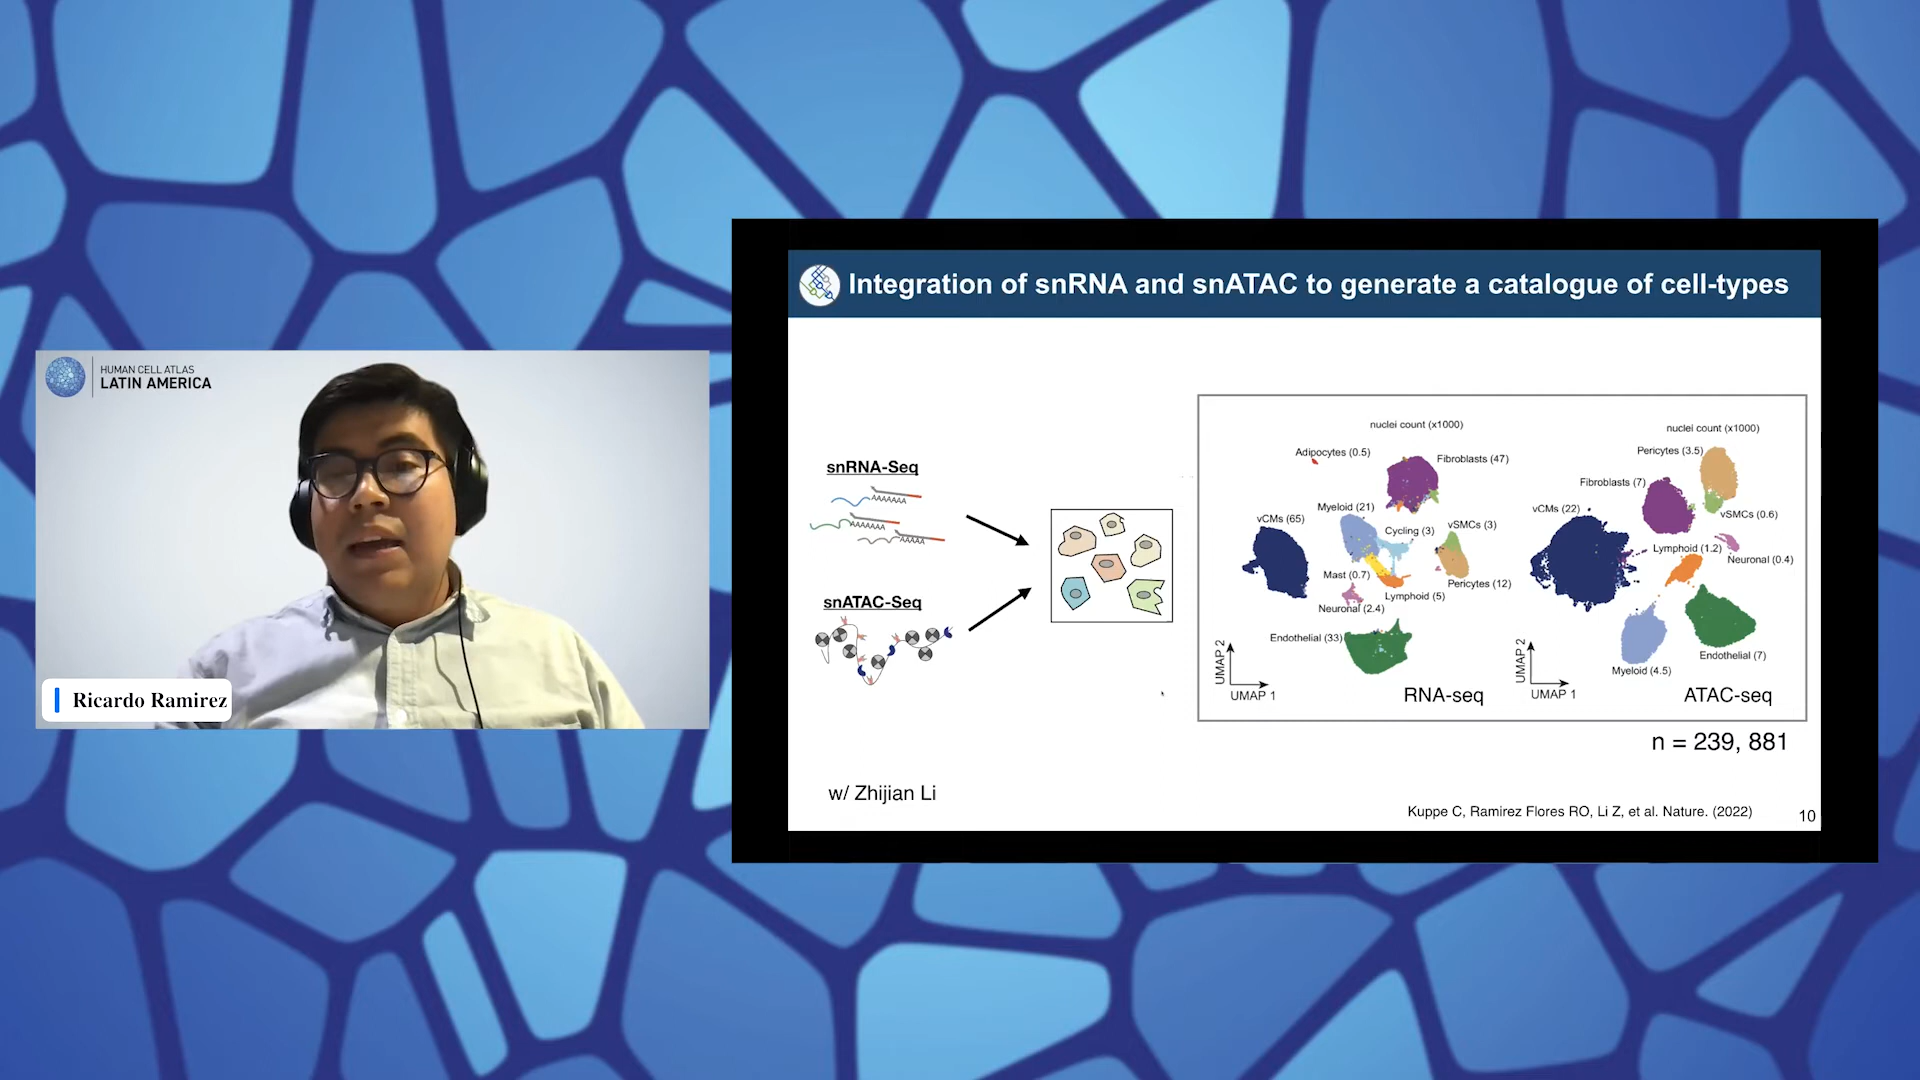 HUMAN CELL ATLAS
LATIN AMERICA
Ricardo Ramirez
Integration of snRNA and snATAC to generate a catalogue of cell-types
snRNA-Seq
snATAC-Seq
nuclei count (x1000)
Adipocytes (0.5)
Fibroblasts (47)
Myeloid (21)
vCMs (65)
Cycling (3)
vSMCs (3)
Mast (0.7)
Pericytes (12)
Lymphoid (5)
Neuronal (2.4)
Endothelial (33)
UMAP 2
UMAP 1
RNA-seq
nuclei count (x1000)
Pericytes (3.5)
Fibroblasts (7)
vCMs (22)
vSMCs (0.6)
Lymphoid (1.2)
Neuronal (0.4)
Endothelial (7)
Myeloid (4.5)
UMAP 2
UMAP 1
ATAC-seq
n = 239, 881
w/ Zhijian Li
Kuppe C, Ramirez Flores RO, Li Z, et al. Nature. (2022)
10